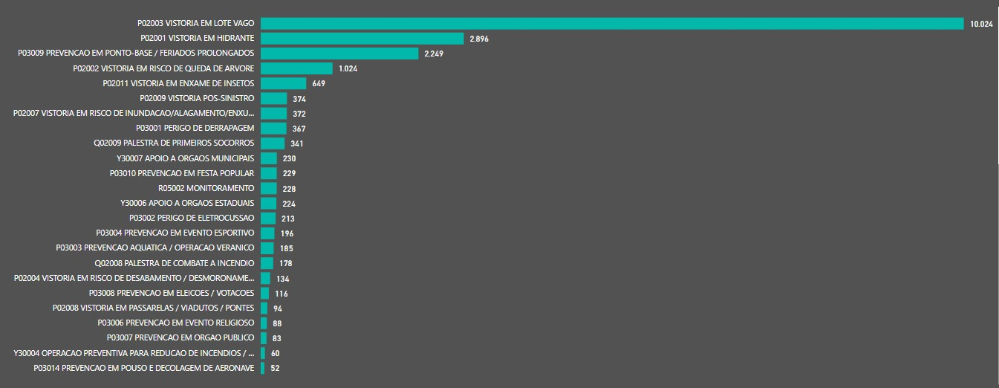 P02003 VISTORIA EM LOTE VAGO 10.024
P02001 VISTORIA EM HIDRANTE 2.896
P03009 PREVENCAO EM PONTO-BASE / FERIADOS PROLONGADOS 2.249
P02002 VISTORIA EM RISCO DE QUEDA DE ARVORE 1.024
P02011 VISTORIA EM ENXAME DE INSETOS 649
P02009 VISTORIA POS-SINISTRO 374
P02007 VISTORIA EM RISCO DE INUNDACAO/ALAGAMENTO/ENXU... 372
P03001 PERIGO DE DERRAPAGEM 367
Q02009 PALESTRA DE PRIMEIROS SOCORROS 341
Y30007 APOIO A ORGAOS MUNICIPAIS 230
P03010 PREVENCAO EM FESTA POPULAR 229
R05002 MONITORAMENTO 228
Y30006 APOIO A ORGAOS ESTADUAIS 224
P03002 PERIGO DE ELETROCUSSAO 213
P03004 PREVENCAO EM EVENTO ESPORTIVO 196
P03003 PREVENCAO AQUATICA / OPERACAO VERANICO 185
Q02008 PALESTRA DE COMBATE A INCENDIO 178
P02004 VISTORIA EM RISCO DE DESABAMENTO / DESMORONAME... 134
P03008 PREVENCAO EM ELEICOES / VOTACOES 116
P02008 VISTORIA EM PASSARELAS / VIADUTOS / PONTES 94
P03006 PREVENCAO EM EVENTO RELIGIOSO 88
P03007 PREVENCAO EM ORGAO PUBLICO 83
Y30004 OPERACAO PREVENTIVA PARA REDUCAO DE INCENDIOS / ... 60
P03014 PREVENCAO EM POUSO E DECOLAGEM DE AERONAVE 52